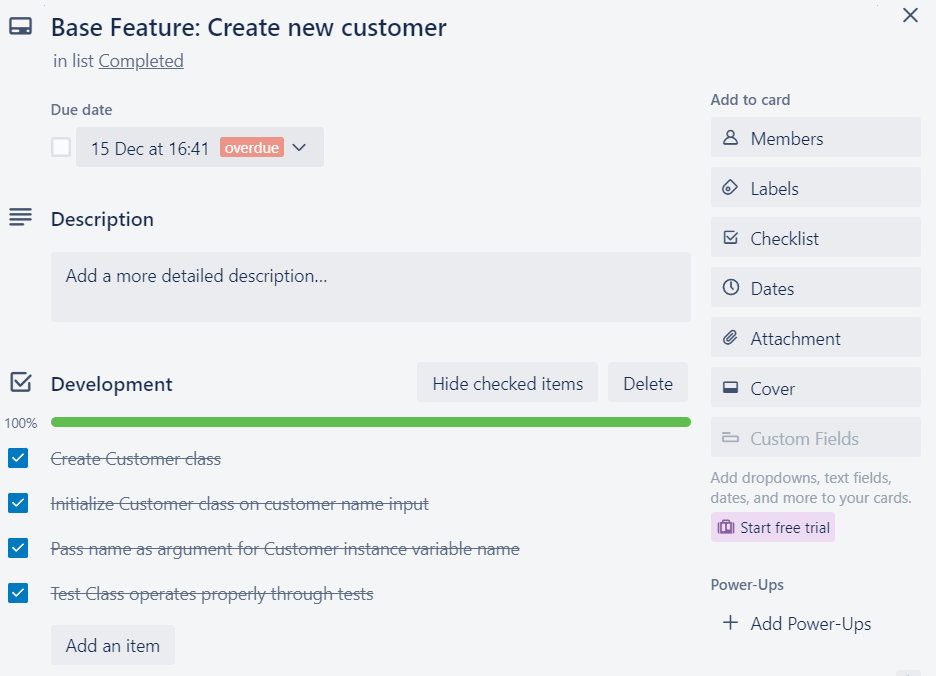 Base Feature: Create new customer
in list Completed
Due date
15 Dec at 16:41 overdue
Description
Add a more detailed description...
Development
Hide checked items
Delete
100%
Create Customer class
Initialize Customer class on customer name input
Pass name as argument for Customer instance variable name
Test Class operates properly through tests
Add an item
Add to card
Members
Labels
Checklist
Dates
Attachment
Cover
Custom Fields
Add dropdowns, text fields,
dates, and more to your cards.
Start free trial
Power-Ups
+ Add Power-Ups